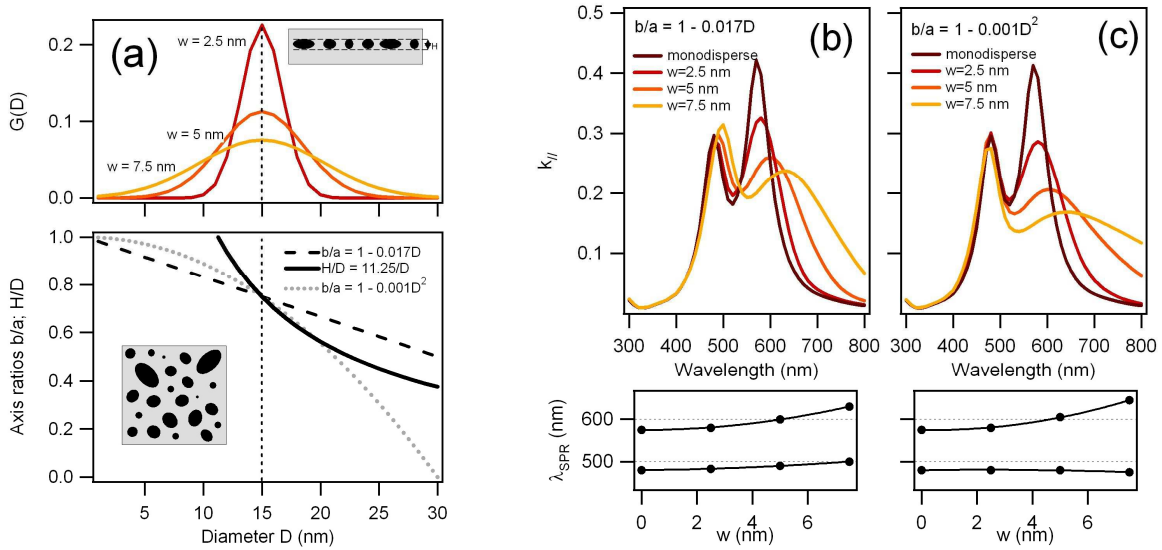 (a)
w = 2.5 nm
w = 5 nm
w = 7.5 nm
H
G(D)
0.2
0.1
0.0
b/a = 1 - 0.017D
H/D = 11.25/D
b/a = 1 - 0.001D²
Axis ratios b/a; H/D
1.0
0.8
0.6
0.4
0.2
0.0
5 10 15 20 25 30
Diameter D (nm)
b/a = 1 - 0.017D
(b)
monodisperse
w=2.5 nm
w=5 nm
w=7.5 nm
k//
0.5
0.4
0.3
0.2
0.1
300 400 500 600 700 800
Wavelength (nm)
b/a = 1 - 0.001D²
(c)
monodisperse
w=2.5 nm
w=5 nm
w=7.5 nm
300 400 500 600 700 800
Wavelength (nm)
λSPR (nm)
600
500
0 2 4 6
w (nm)
0 2 4 6
w (nm)